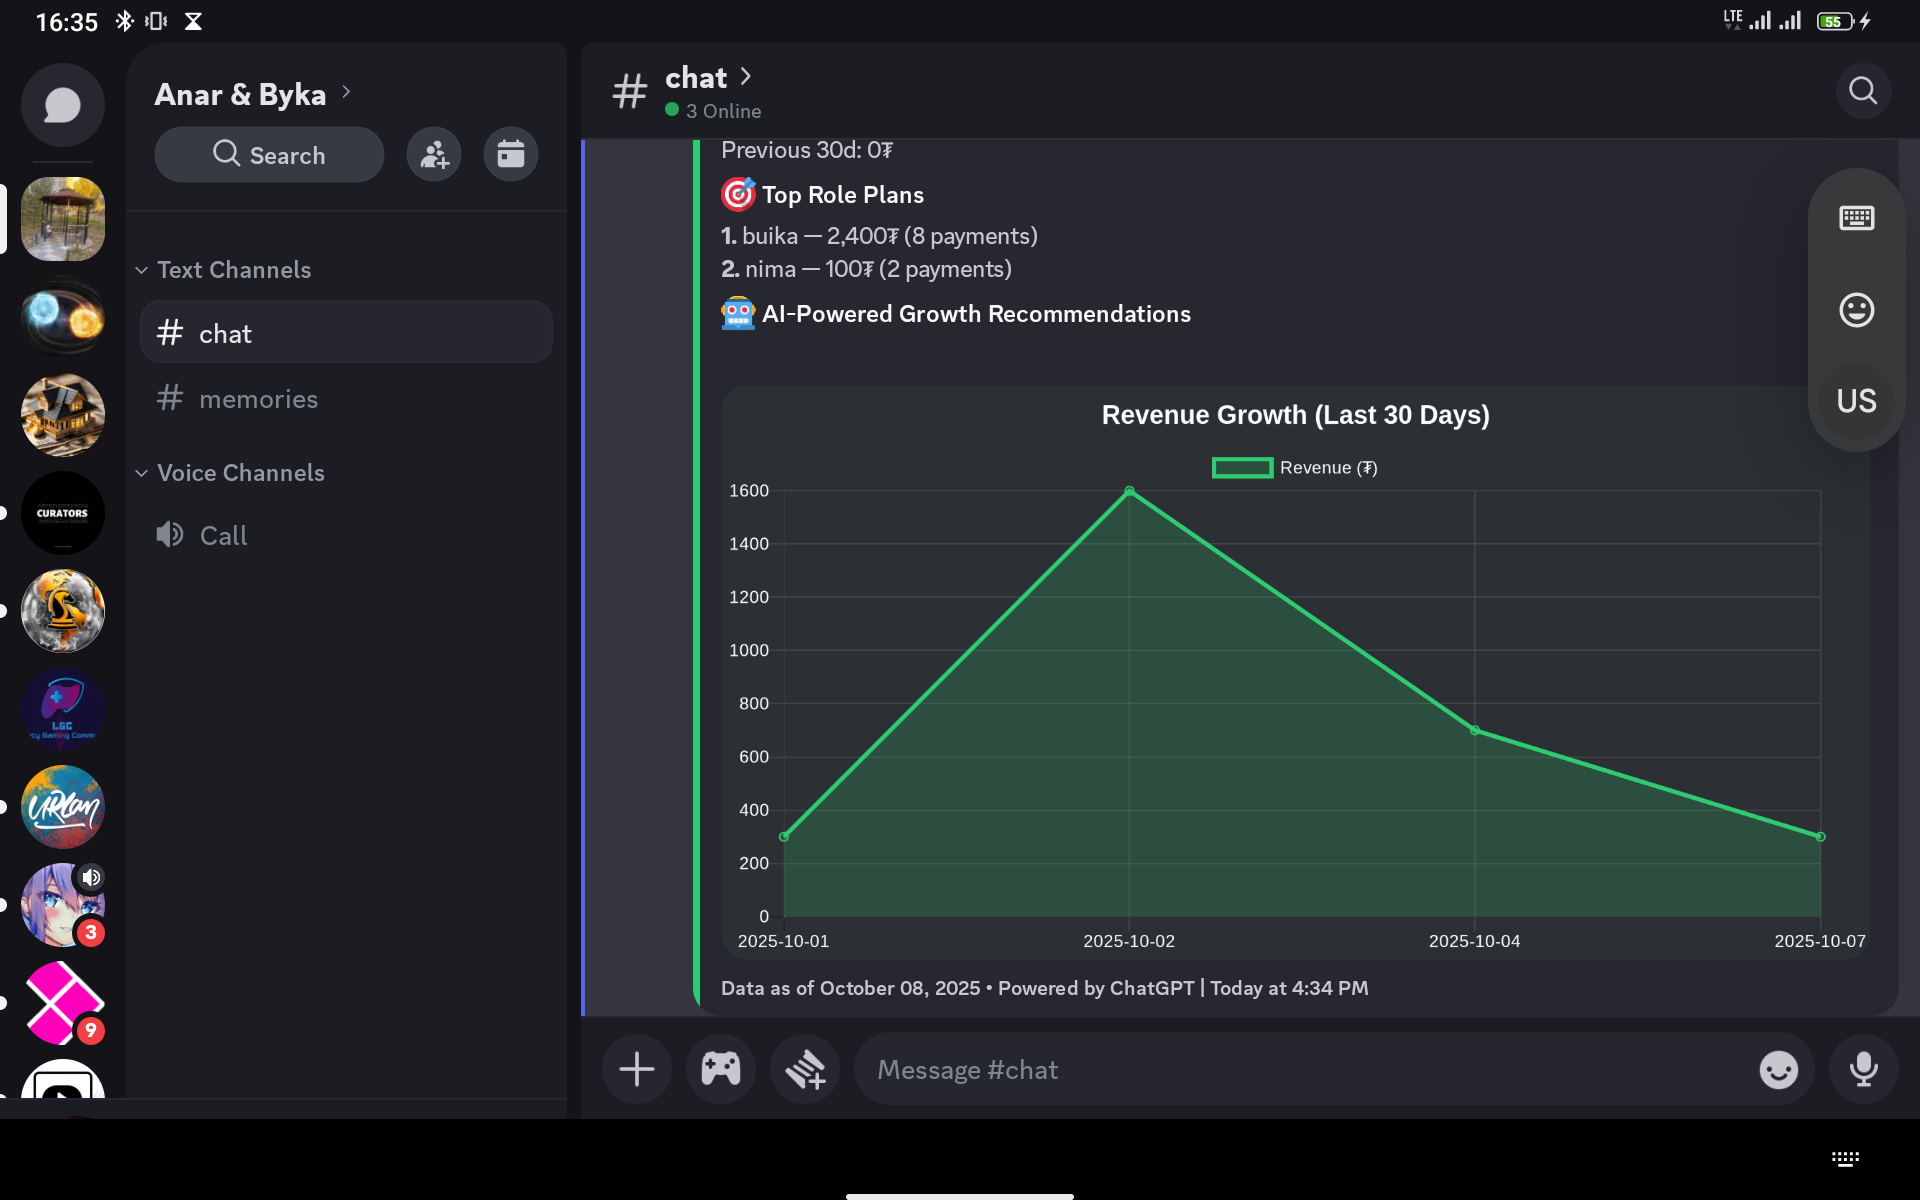 16:35
LTE
55
Anar & Byka
Search
Text Channels
chat
memories
Voice Channels
Call
CURATORS
LGC
cy Gaming Comm
URLan
3
9
# chat
3 Online
Previous 30d: 0₮
🎯 Top Role Plans
1. buika — 2,400₮ (8 payments)
2. nima — 100₮ (2 payments)
🤖 AI-Powered Growth Recommendations
US
Revenue Growth (Last 30 Days)
Revenue (₮)
1600
1400
1200
1000
800
600
400
200
0
2025-10-01 2025-10-02 2025-10-04 2025-10-07
Data as of October 08, 2025 • Powered by ChatGPT | Today at 4:34 PM
Message #chat